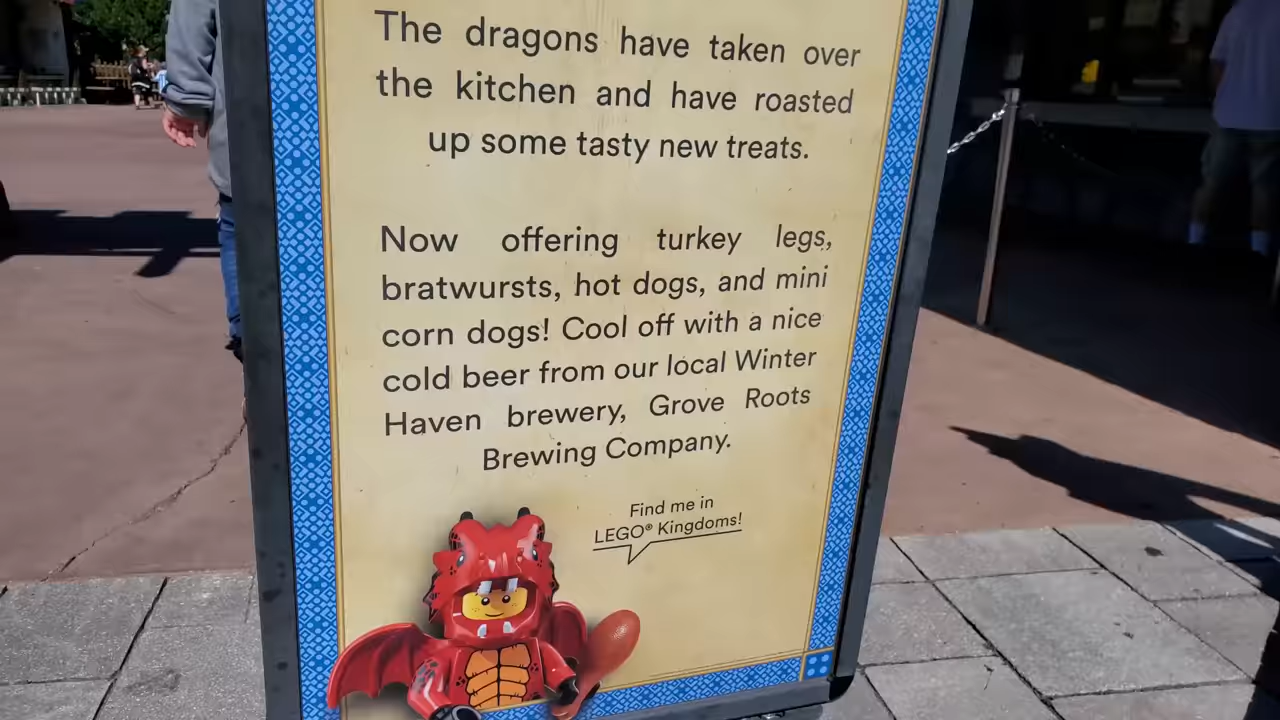 The dragons have taken over
the kitchen and have roasted
up some tasty new treats.
Now offering turkey legs,
bratwursts, hot dogs, and mini
corn dogs! Cool off with a nice
cold beer from our local Winter
Haven brewery, Grove Roots
Brewing Company.
Find me in
LEGO® Kingdoms!